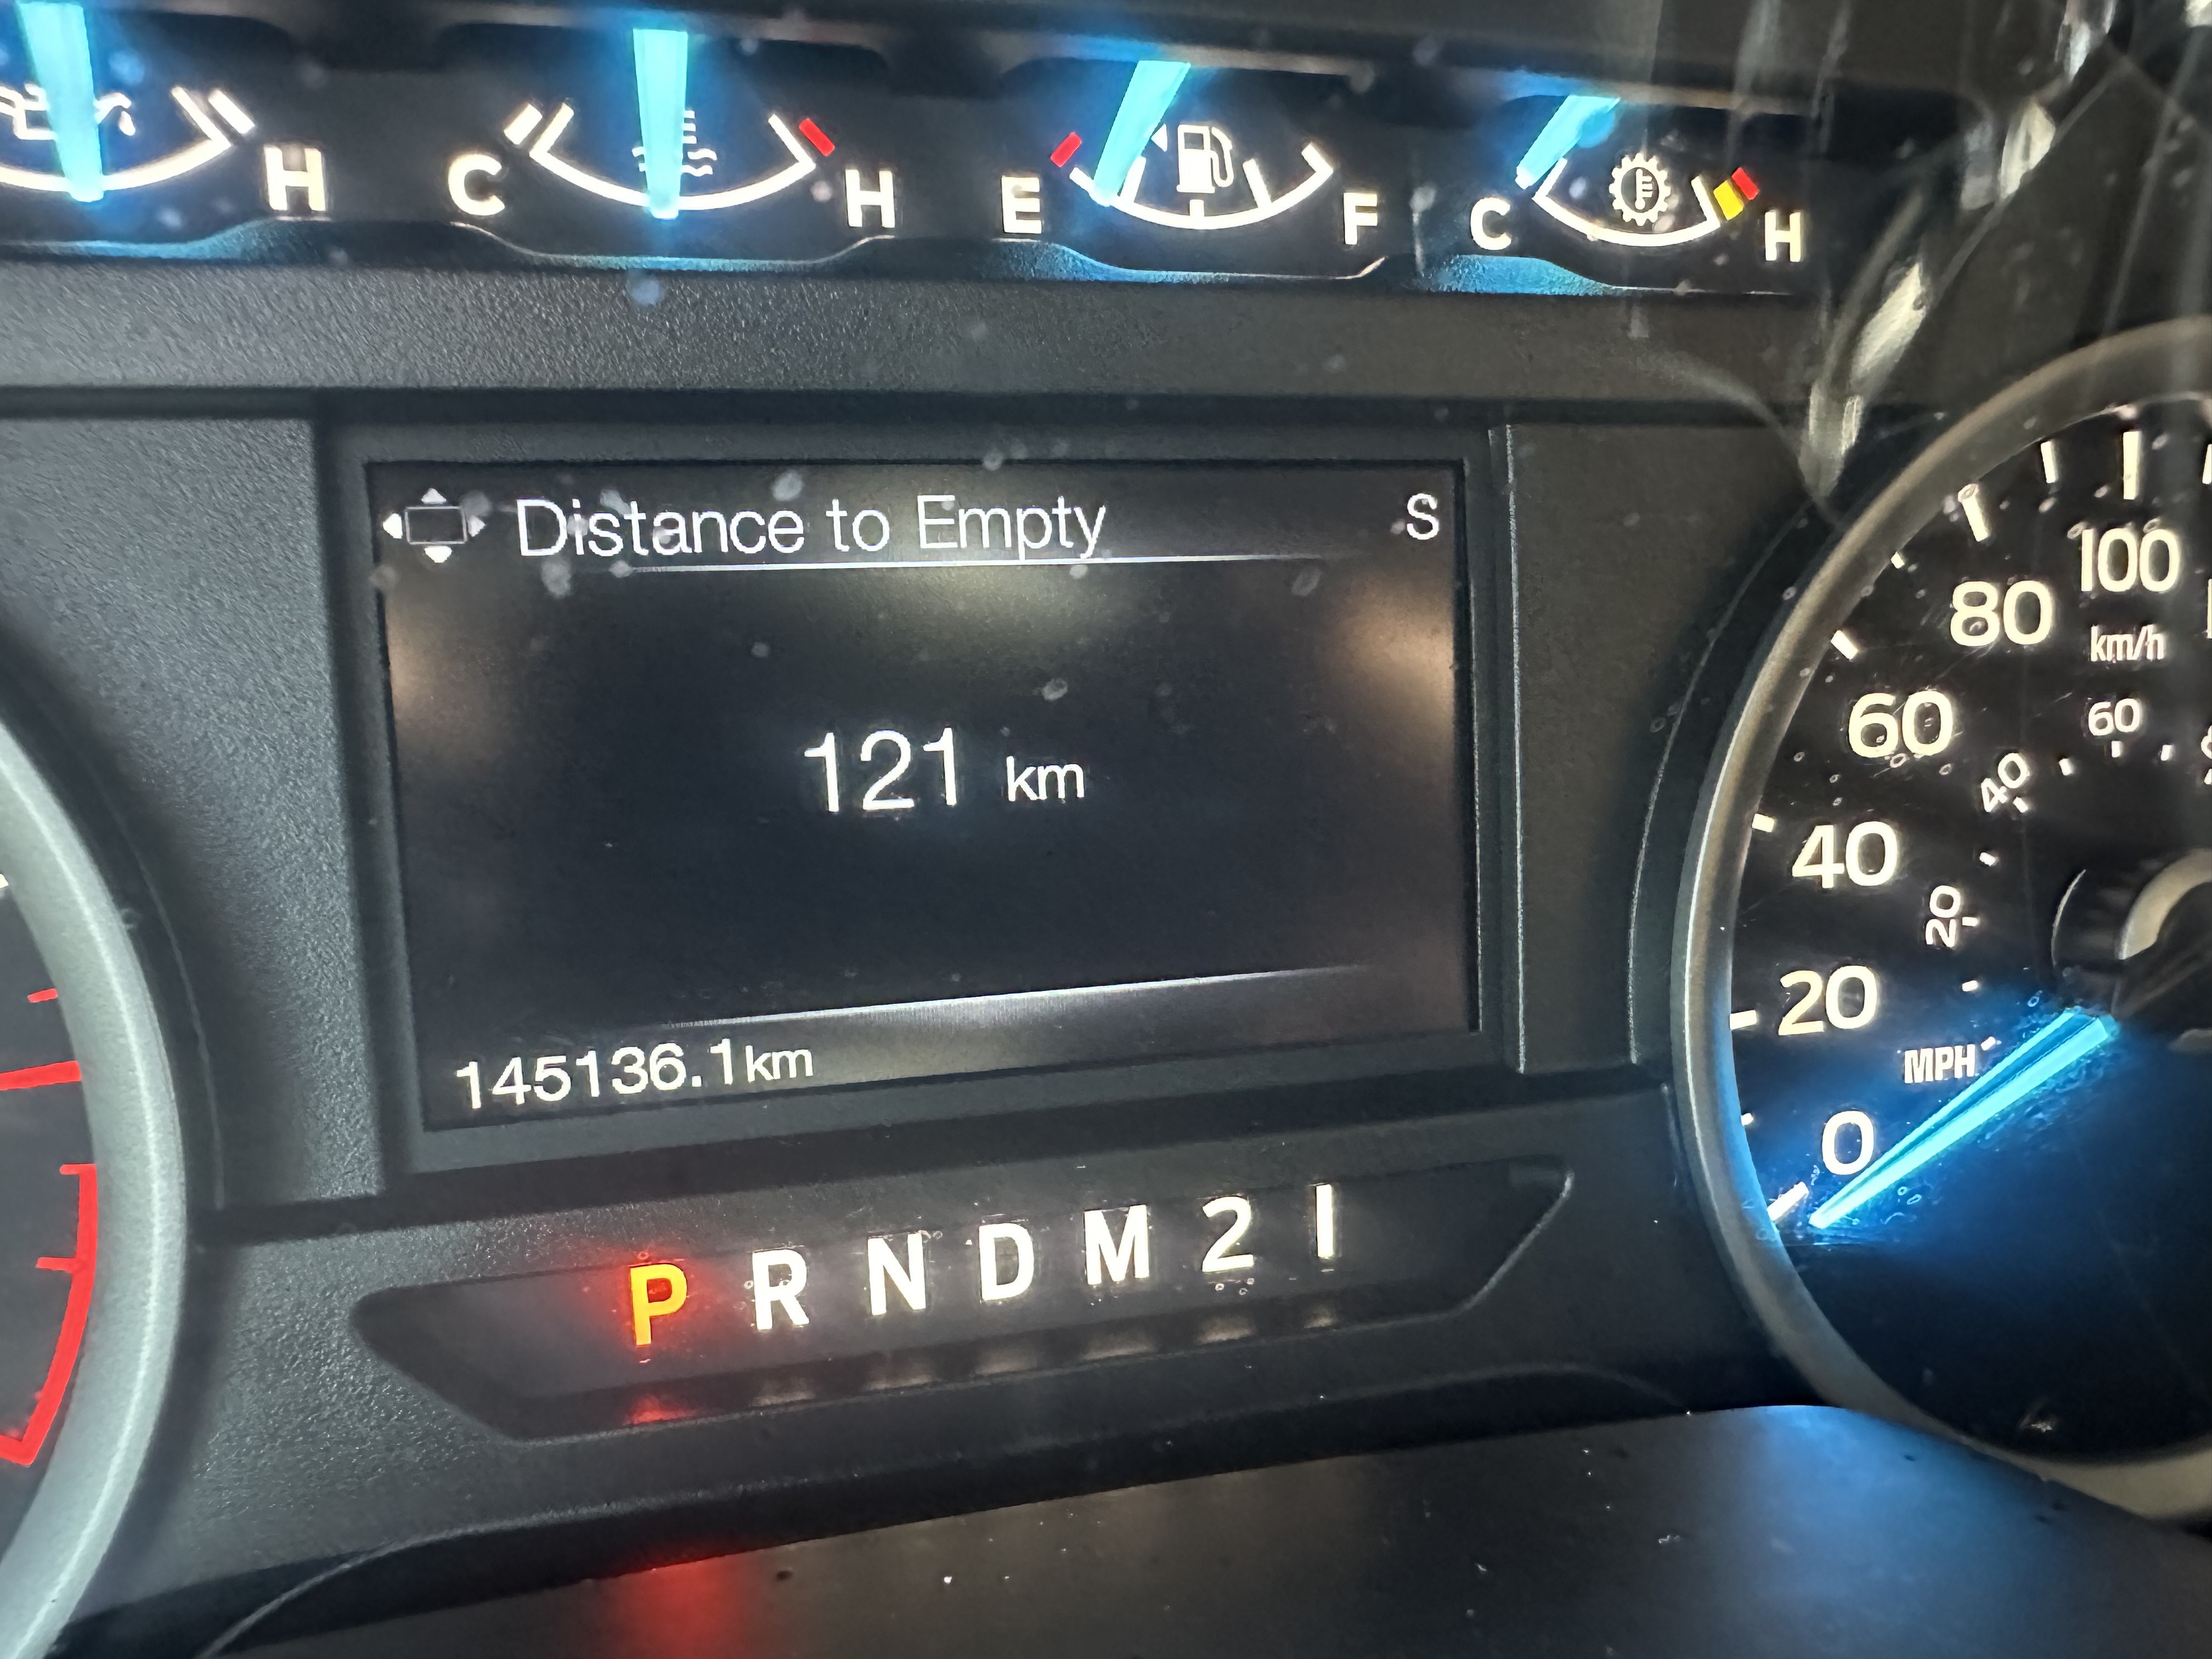 H C H E F C H
Distance to Empty S
121 km
145136.1km
P R N D M 2 1
100
80
km/h
60
60
40
40
20
20
MPH
0